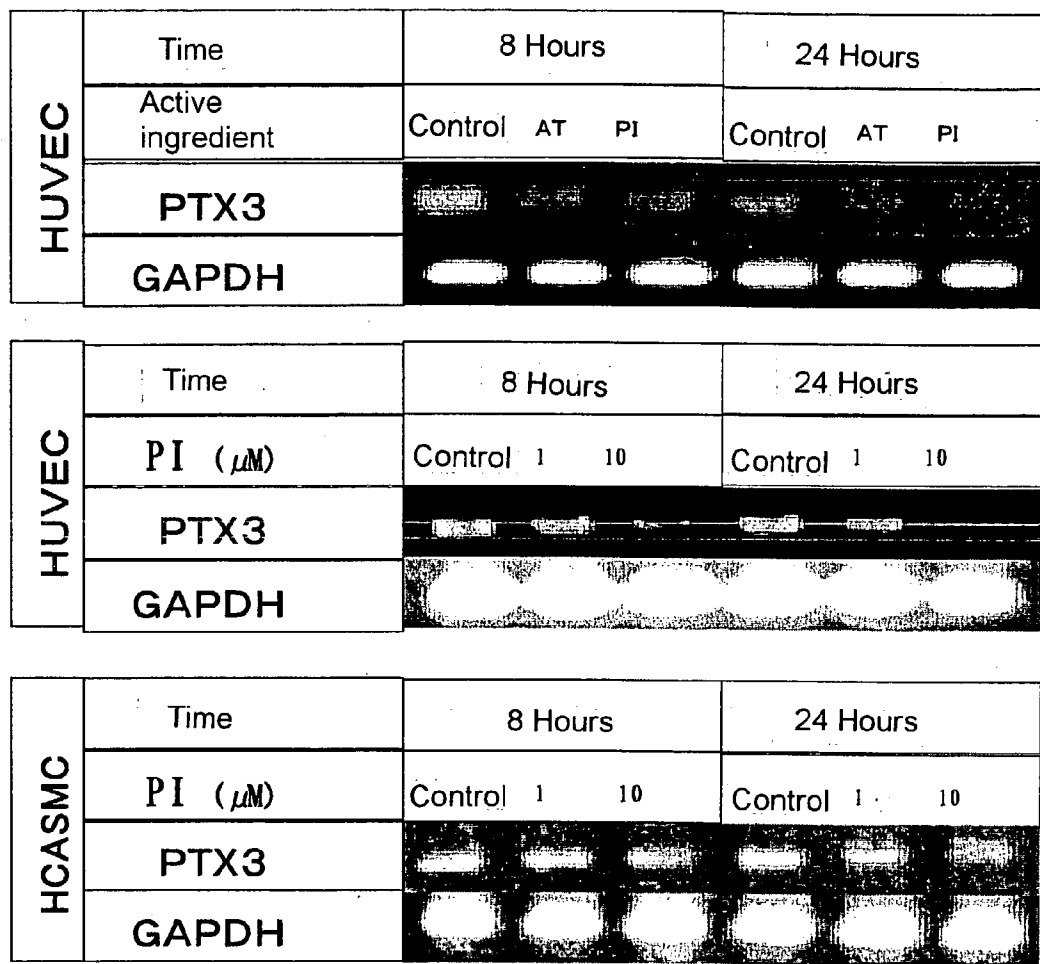 HUVEC
Time 8 Hours 24 Hours
Active
ingredient Control AT PI Control AT PI
PTX3
GAPDH
HUVEC
Time 8 Hours 24 Hours
PI (μM) Control 1 10 Control 1 10
PTX3
GAPDH
HCASMC
Time 8 Hours 24 Hours
PI (μM) Control 1 10 Control 1 10
PTX3
GAPDH